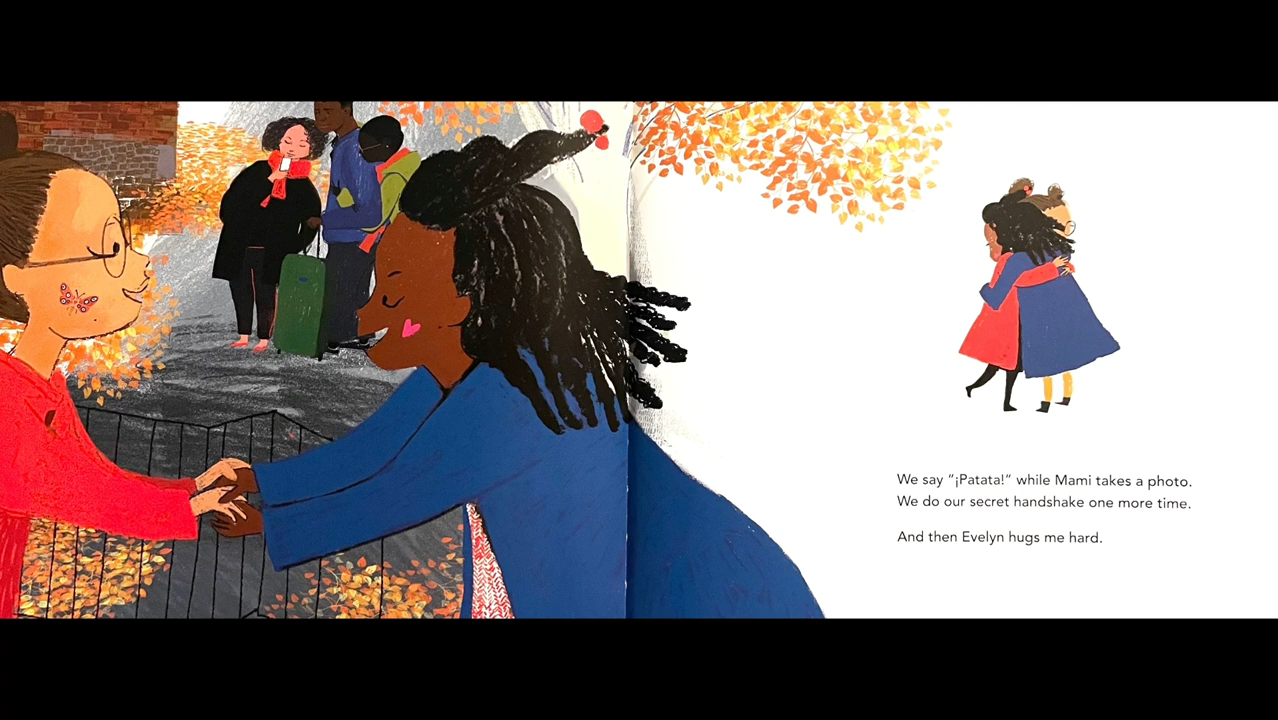 We say “¡Patata!” while Mami takes a photo.
We do our secret handshake one more time.
And then Evelyn hugs me hard.